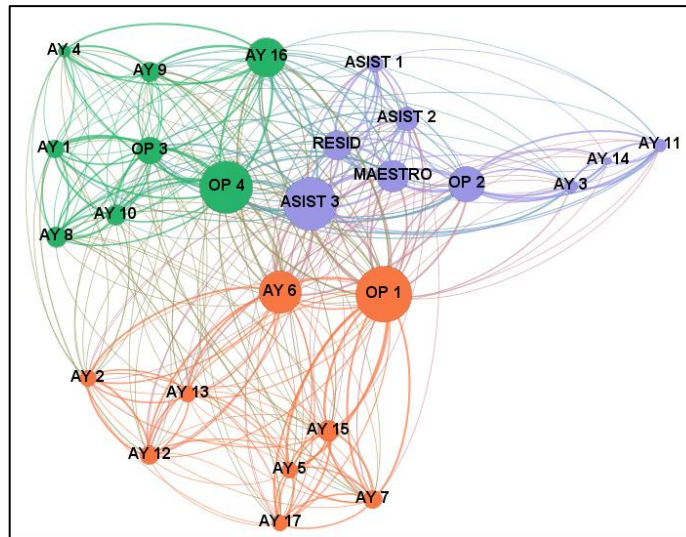 AY 4
AY 9
AY 16
ASIST 1
ASIST 2
AY 1
OP 3
RESID
AY 11
AY 14
OP 4
MAESTRO
OP 2
AY 3
ASIST 3
AY 10
AY 8
AY 6
OP 1
AY 2
AY 13
AY 15
AY 12
AY 5
AY 7
AY 17